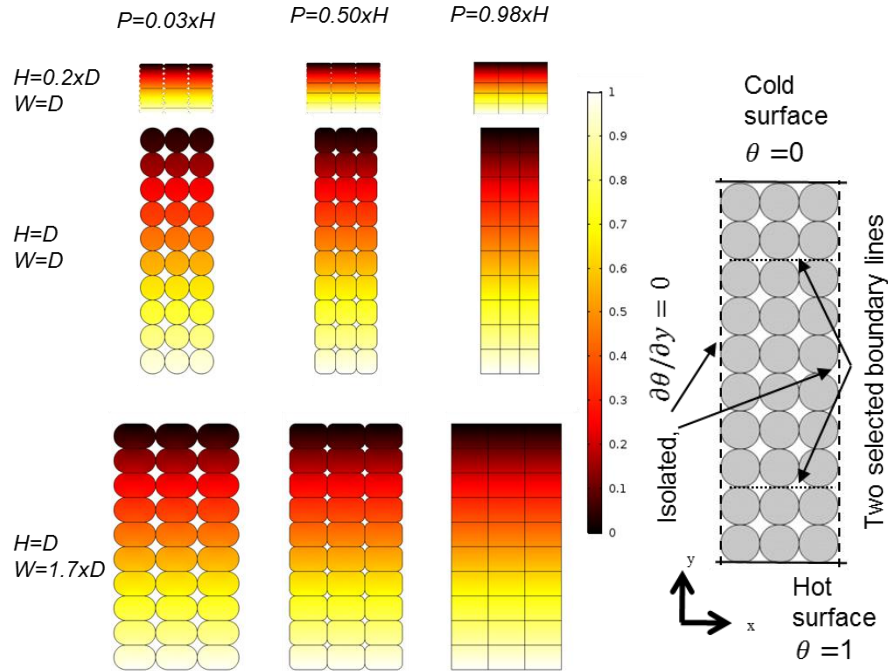 P=0.03xH
P=0.50xH
P=0.98xH
H=0.2xD
W=D
H=D
W=D
H=D
W=1.7xD
1
0.9
0.8
0.7
0.6
0.5
0.4
0.3
0.2
0.1
0
Cold
surface
θ =0
Isolated, ∂θ/∂y = 0
Two selected boundary lines
y
x
Hot
surface
θ =1